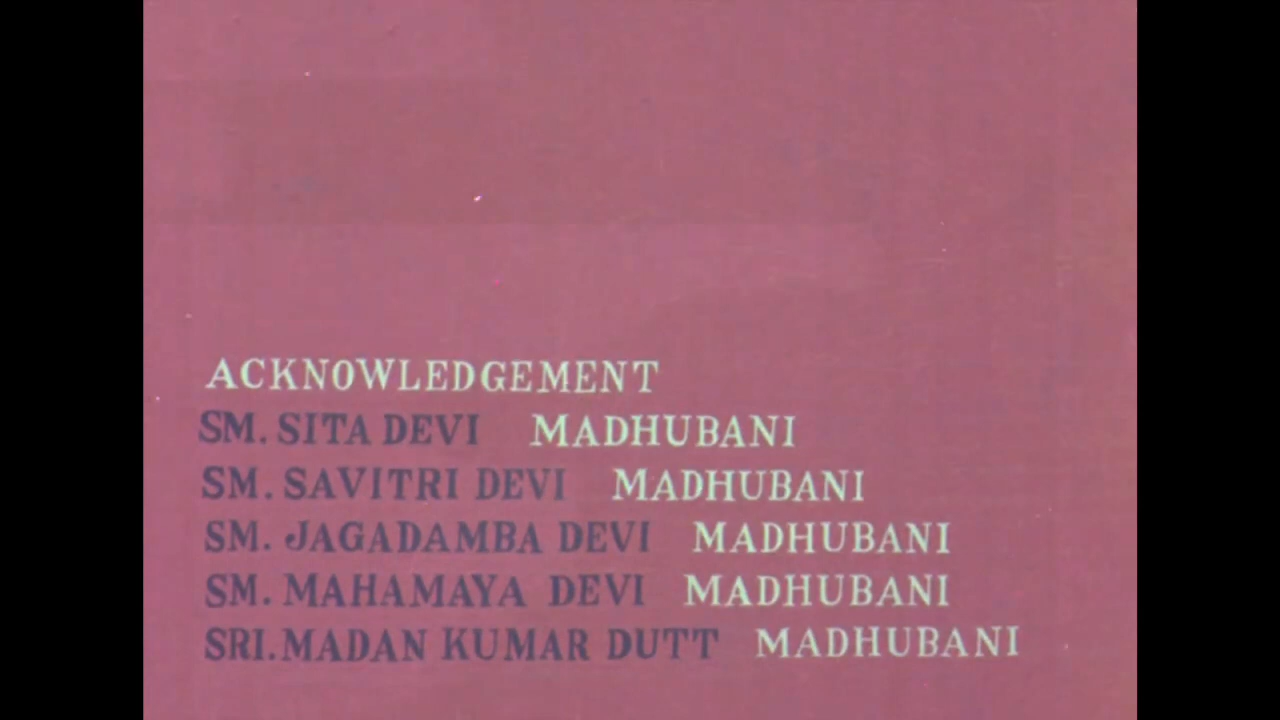 ACKNOWLEDGEMENT
SM. SITA DEVI MADHUBANI
SM. SAVITRI DEVI MADHUBANI
SM. JAGADAMBA DEVI MADHUBANI
SM. MAHAMAYA DEVI MADHUBANI
SRI. MADAN KUMAR DUTT MADHUBANI